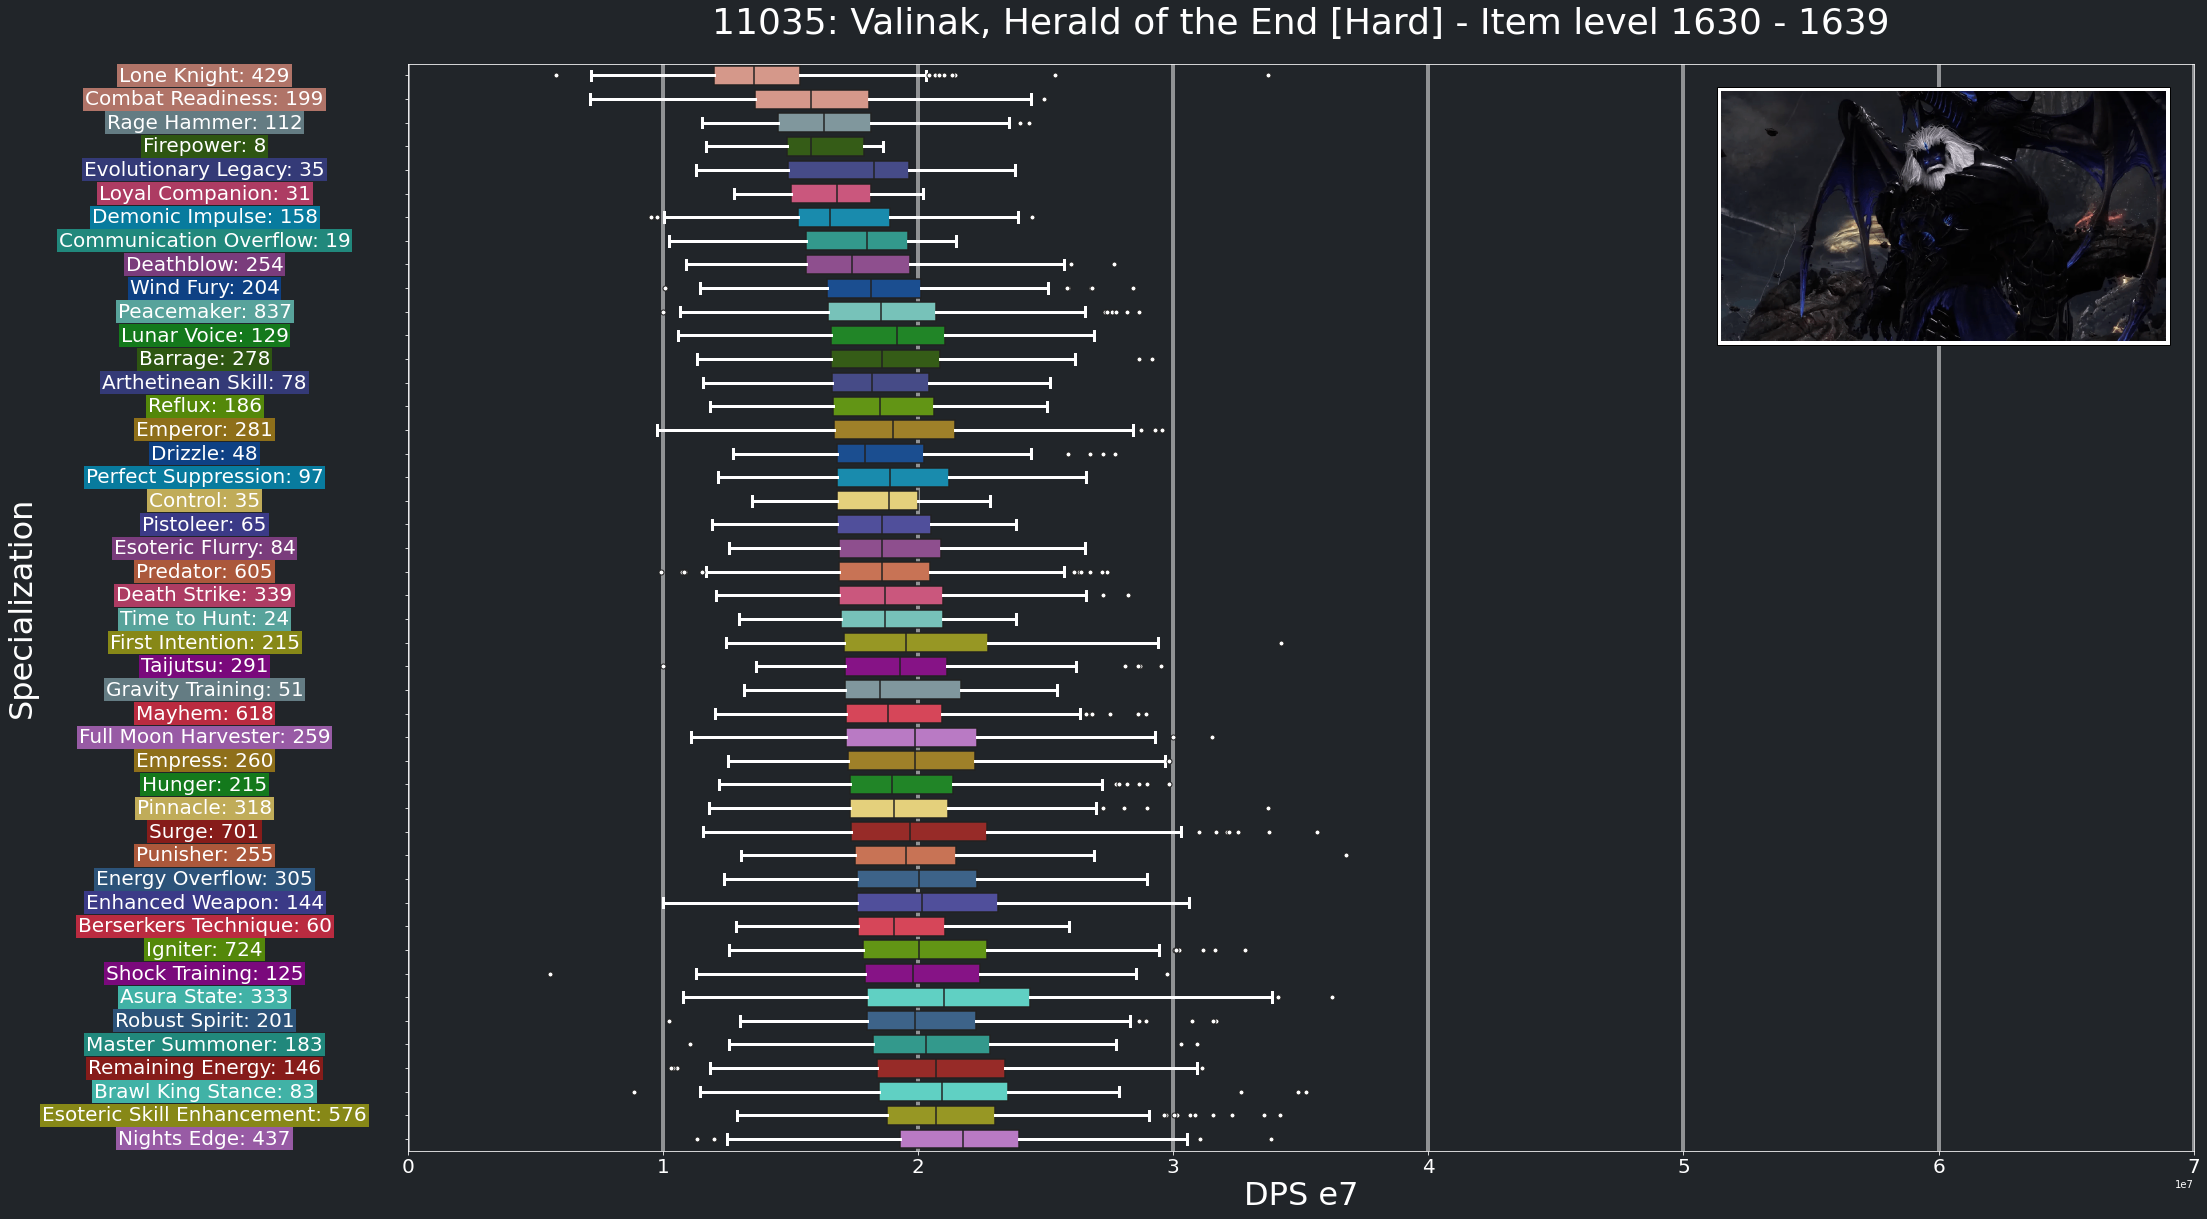 11035: Valinak, Herald of the End [Hard] - Item level 1630 - 1639
Specialization
Lone Knight: 429
Combat Readiness: 199
Rage Hammer: 112
Firepower: 8
Evolutionary Legacy: 35
Loyal Companion: 31
Demonic Impulse: 158
Communication Overflow: 19
Deathblow: 254
Wind Fury: 204
Peacemaker: 837
Lunar Voice: 129
Barrage: 278
Arthetinean Skill: 78
Reflux: 186
Emperor: 281
Drizzle: 48
Perfect Suppression: 97
Control: 35
Pistoleer: 65
Esoteric Flurry: 84
Predator: 605
Death Strike: 339
Time to Hunt: 24
First Intention: 215
Taijutsu: 291
Gravity Training: 51
Mayhem: 618
Full Moon Harvester: 259
Empress: 260
Hunger: 215
Pinnacle: 318
Surge: 701
Punisher: 255
Energy Overflow: 305
Enhanced Weapon: 144
Berserkers Technique: 60
Igniter: 724
Shock Training: 125
Asura State: 333
Robust Spirit: 201
Master Summoner: 183
Remaining Energy: 146
Brawl King Stance: 83
Esoteric Skill Enhancement: 576
Nights Edge: 437
0 1 2 3 4 5 6 7
1e7
DPS e7